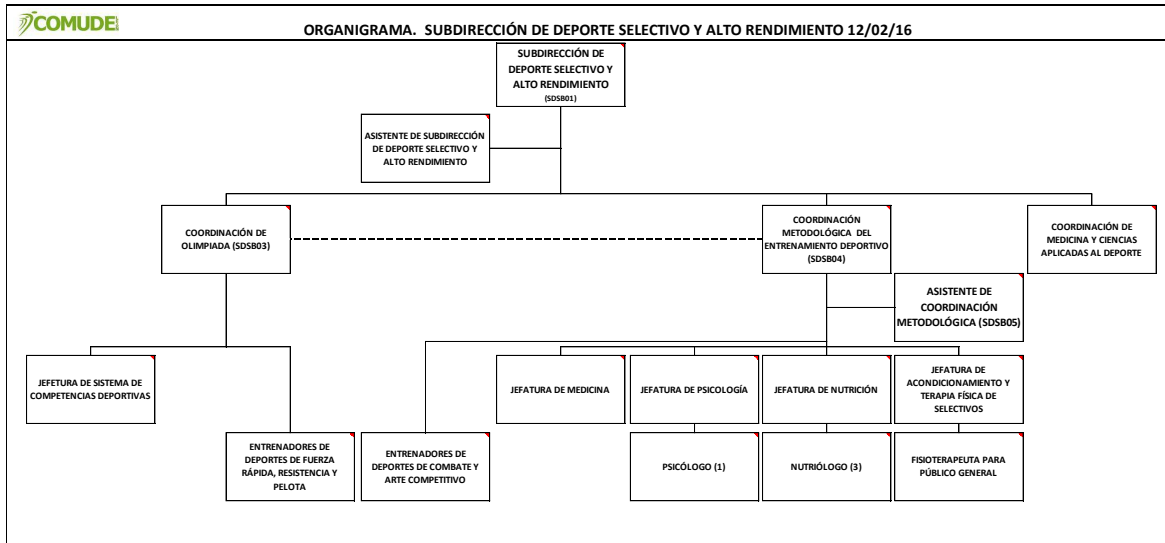 COMUDE
ORGANIGRAMA. SUBDIRECCIÓN DE DEPORTE SELECTIVO Y ALTO RENDIMIENTO 12/02/16
SUBDIRECCIÓN DE
DEPORTE SELECTIVO Y
ALTO RENDIMIENTO
(SDSB01)
ASISTENTE DE SUBDIRECCIÓN
DE DEPORTE SELECTIVO Y
ALTO RENDIMIENTO
COORDINACIÓN DE
OLIMPIADA (SDSB03)
COORDINACIÓN
METODOLÓGICA DEL
ENTRENAMIENTO DEPORTIVO
(SDSB04)
COORDINACIÓN DE
MEDICINA Y CIENCIAS
APLICADAS AL DEPORTE
ASISTENTE DE
COORDINACIÓN
METODOLÓGICA (SDSB05)
JEFETURA DE SISTEMA DE
COMPETENCIAS DEPORTIVAS
JEFATURA DE MEDICINA
JEFATURA DE PSICOLOGÍA
JEFATURA DE NUTRICIÓN
JEFATURA DE
ACONDICIONAMIENTO Y
TERAPIA FÍSICA DE
SELECTIVOS
ENTRENADORES DE
DEPORTES DE FUERZA
RÁPIDA, RESISTENCIA Y
PELOTA
ENTRENADORES DE
DEPORTES DE COMBATE Y
ARTE COMPETITIVO
PSICÓLOGO (1)
NUTRIÓLOGO (3)
FISIOTERAPEUTA PARA
PÚBLICO GENERAL